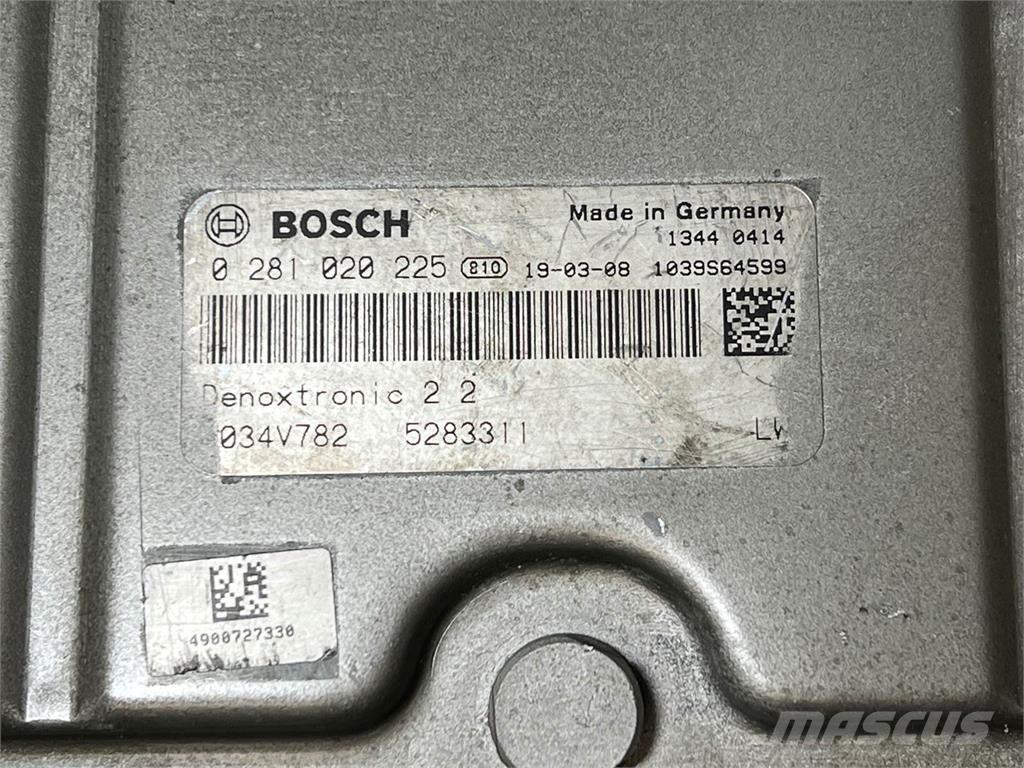 BOSCH
Made in Germany
1344 0414
0 281 020 225 810 19-03-08 1039S64599
Denoxtronic 2 2
034V782 5283311
4900727330
MASCUS